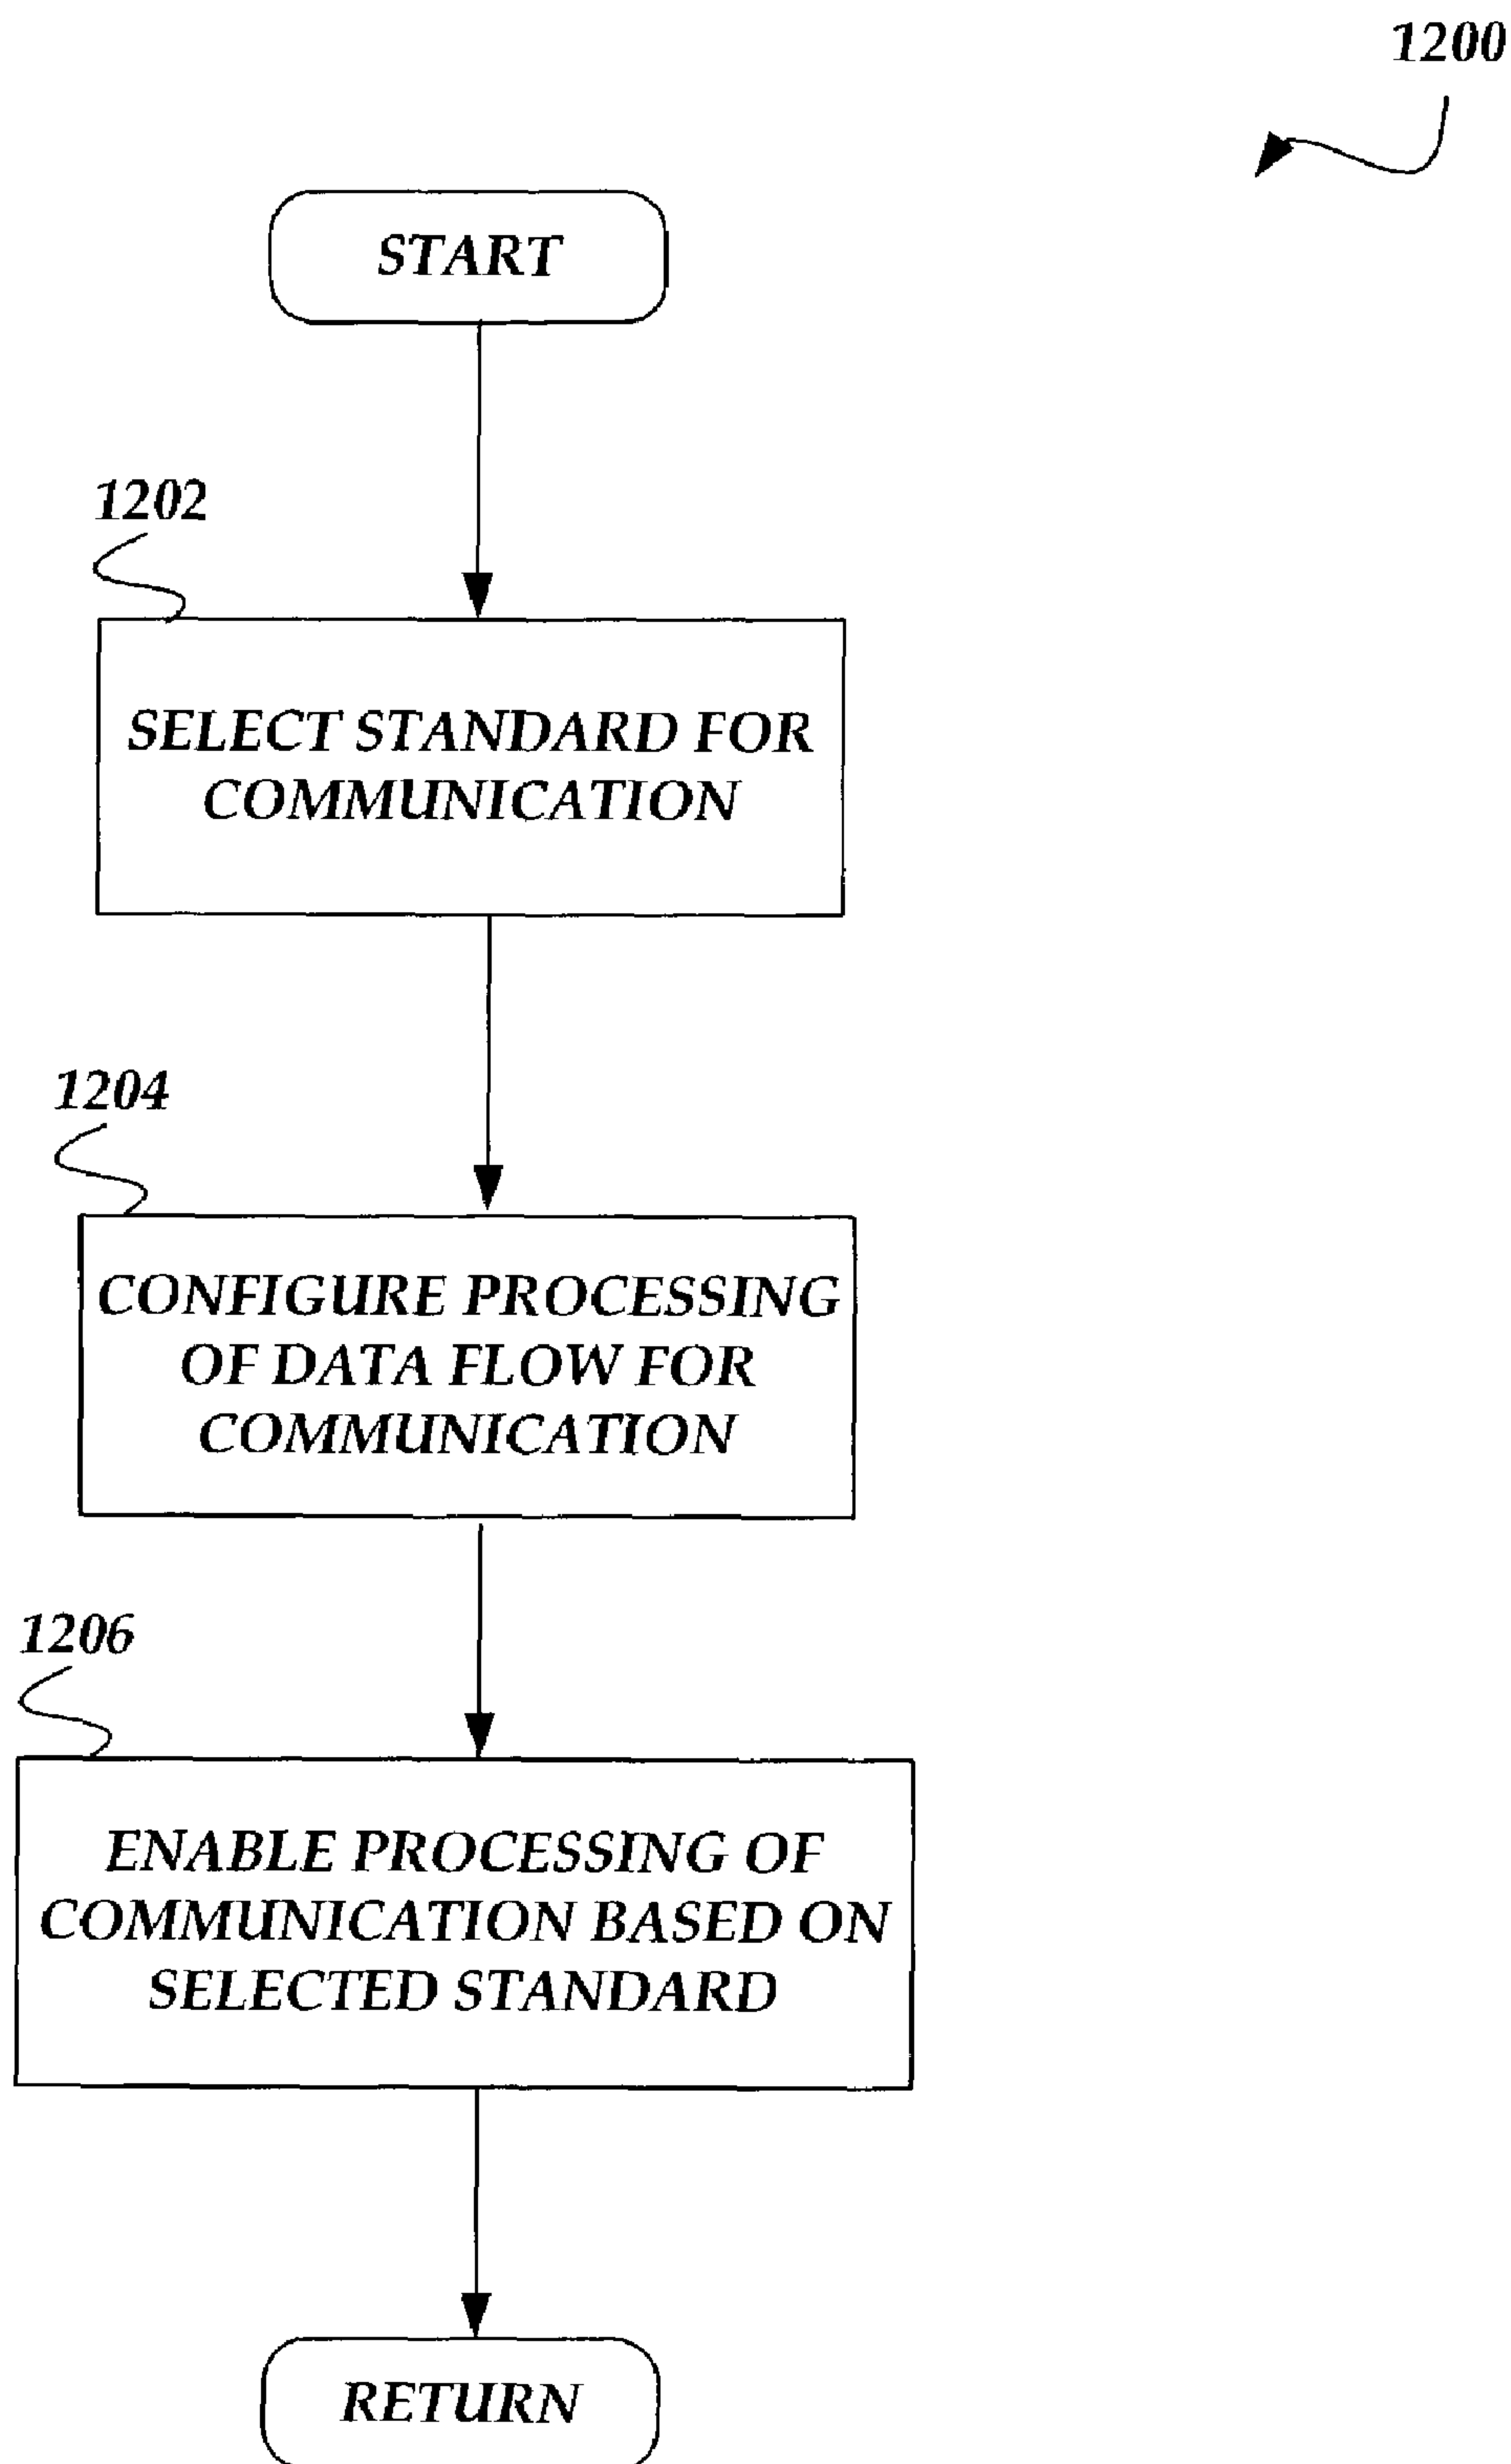 1200
START
1202
SELECT STANDARD FOR
COMMUNICATION
1204
CONFIGURE PROCESSING
OF DATA FLOW FOR
COMMUNICATION
1206
ENABLE PROCESSING OF
COMMUNICATION BASED ON
SELECTED STANDARD
RETURN